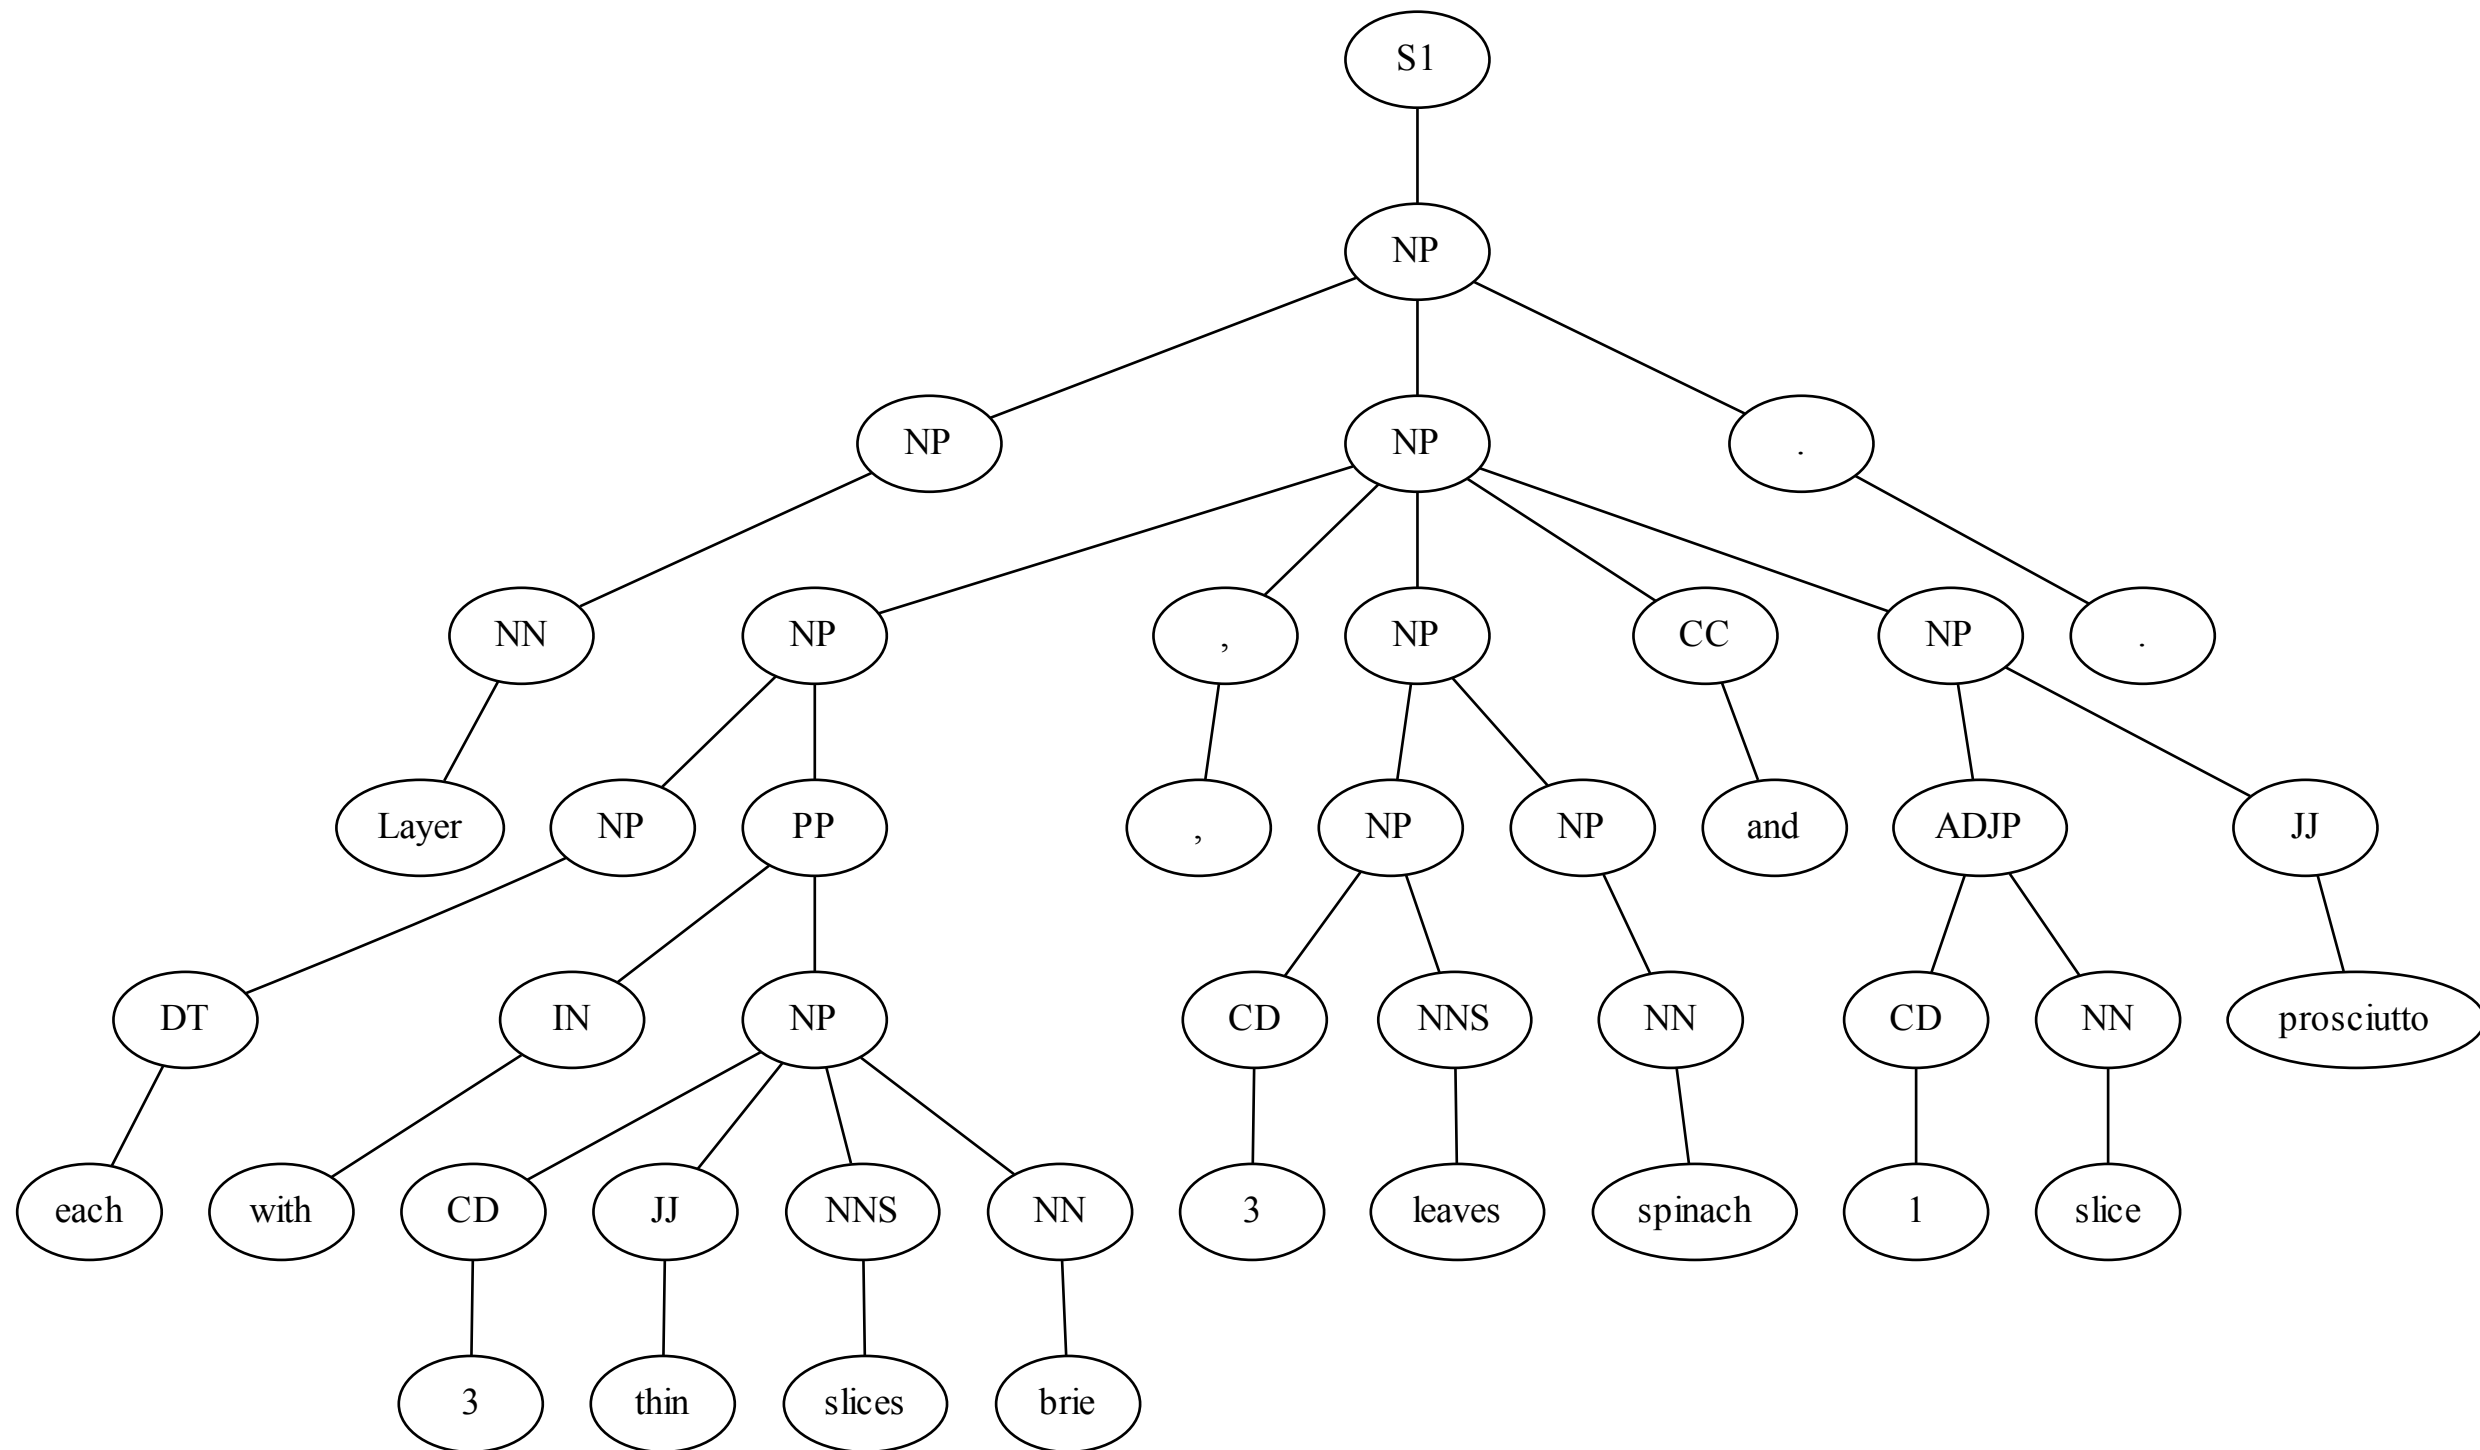 S1
NP
NP NP .
NN NP , NP CC NP .
Layer NP PP , NP NP and ADJP JJ
DT IN NP CD NNS NN CD NN prosciutto
each with CD JJ NNS NN 3 leaves spinach 1 slice
3 thin slices brie